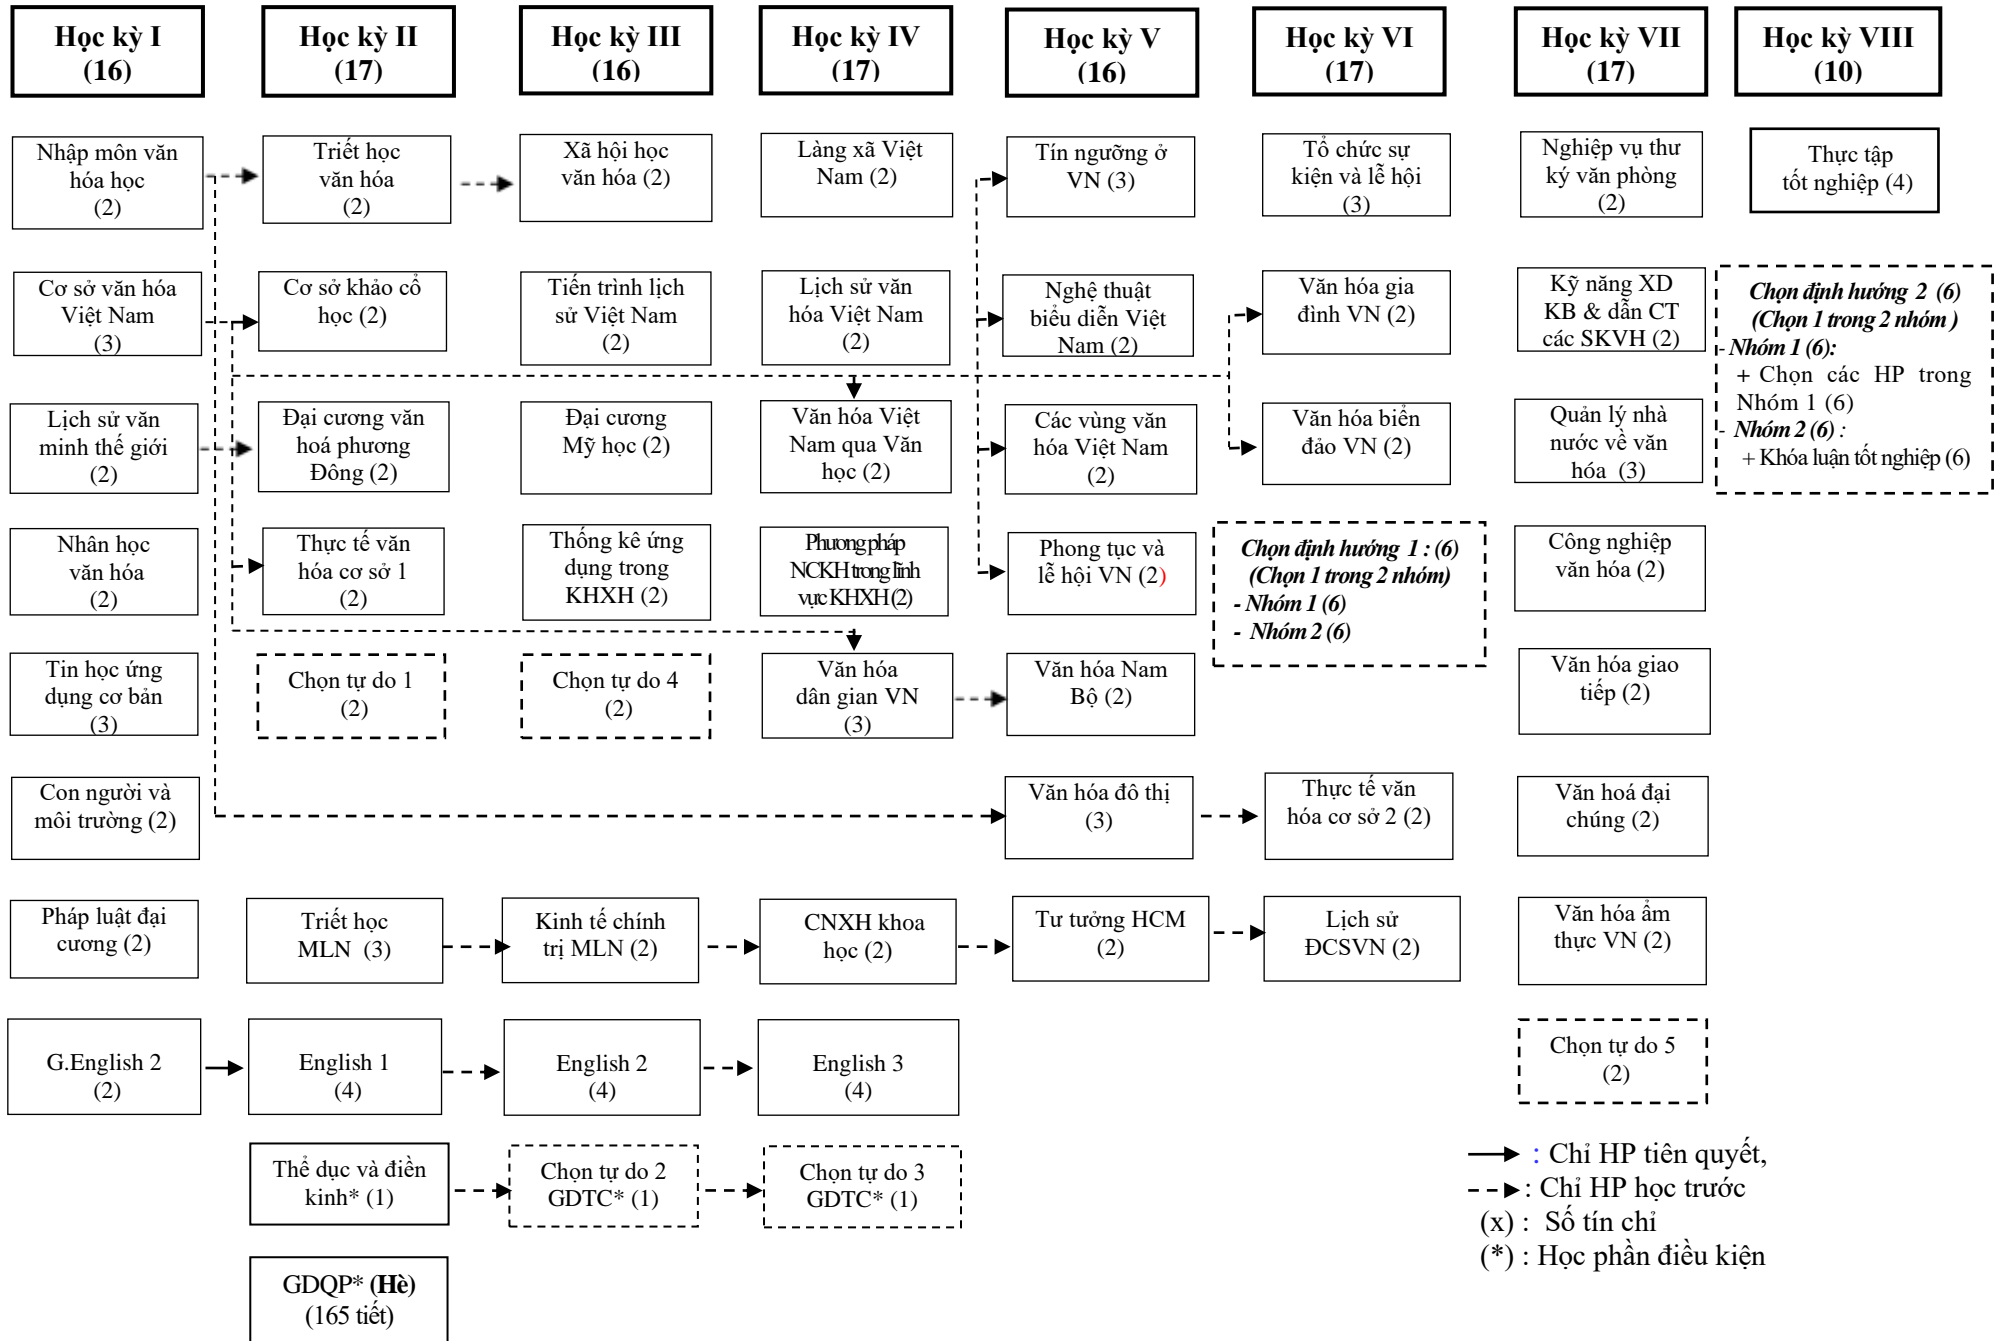 Học kỳ I
(16)
Học kỳ II
(17)
Học kỳ III
(16)
Học kỳ IV
(17)
Học kỳ V
(16)
Học kỳ VI
(17)
Học kỳ VII
(17)
Học kỳ VIII
(10)
Nhập môn văn
hóa học
(2)
Triết học
văn hóa
(2)
Xã hội học
văn hóa (2)
Làng xã Việt
Nam (2)
Tín ngưỡng ở
VN (3)
Tổ chức sự
kiện và lễ hội
(3)
Nghiệp vụ thư
ký văn phòng
(2)
Thực tập
tốt nghiệp (4)
Cơ sở văn hóa
Việt Nam
(3)
Cơ sở khảo cổ
học (2)
Tiến trình lịch
sử Việt Nam
(2)
Lịch sử văn
hóa Việt Nam
(2)
Nghệ thuật
biểu diễn Việt
Nam (2)
Văn hóa gia
đình VN (2)
Kỹ năng XD
KB & dẫn CT
các SKVH (2)
Chọn định hướng 2 (6)
(Chọn 1 trong 2 nhóm )
- Nhóm 1 (6):
+ Chọn các HP trong
Nhóm 1 (6)
- Nhóm 2 (6) :
+ Khóa luận tốt nghiệp (6)
Lịch sử văn
minh thế giới
(2)
Đại cương văn
hoá phương
Đông (2)
Đại cương
Mỹ học (2)
Văn hóa Việt
Nam qua Văn
học (2)
Các vùng văn
hóa Việt Nam
(2)
Văn hóa biển
đảo VN (2)
Quản lý nhà
nước về văn
hóa (3)
Nhân học
văn hóa
(2)
Thực tế văn
hóa cơ sở 1
(2)
Thống kê ứng
dụng trong
KHXH (2)
Phương pháp
NCKH trong lĩnh
vực KHXH (2)
Phong tục và
lễ hội VN (2)
Chọn định hướng 1 : (6)
(Chọn 1 trong 2 nhóm)
- Nhóm 1 (6)
- Nhóm 2 (6)
Công nghiệp
văn hóa (2)
Tin học ứng
dụng cơ bản
(3)
Chọn tự do 1
(2)
Chọn tự do 4
(2)
Văn hóa
dân gian VN
(3)
Văn hóa Nam
Bộ (2)
Văn hóa giao
tiếp (2)
Con người và
môi trường (2)
Văn hóa đô thị
(3)
Thực tế văn
hóa cơ sở 2 (2)
Văn hoá đại
chúng (2)
Pháp luật đại
cương (2)
Triết học
MLN (3)
Kinh tế chính
trị MLN (2)
CNXH khoa
học (2)
Tư tưởng HCM
(2)
Lịch sử
ĐCSVN (2)
Văn hóa ẩm
thực VN (2)
G.English 2
(2)
English 1
(4)
English 2
(4)
English 3
(4)
Chọn tự do 5
(2)
Thể dục và điền
kinh* (1)
Chọn tự do 2
GDTC* (1)
Chọn tự do 3
GDTC* (1)
GDQP* (Hè)
(165 tiết)
: Chỉ HP tiên quyết,
: Chỉ HP học trước
(x) : Số tín chỉ
(*) : Học phần điều kiện